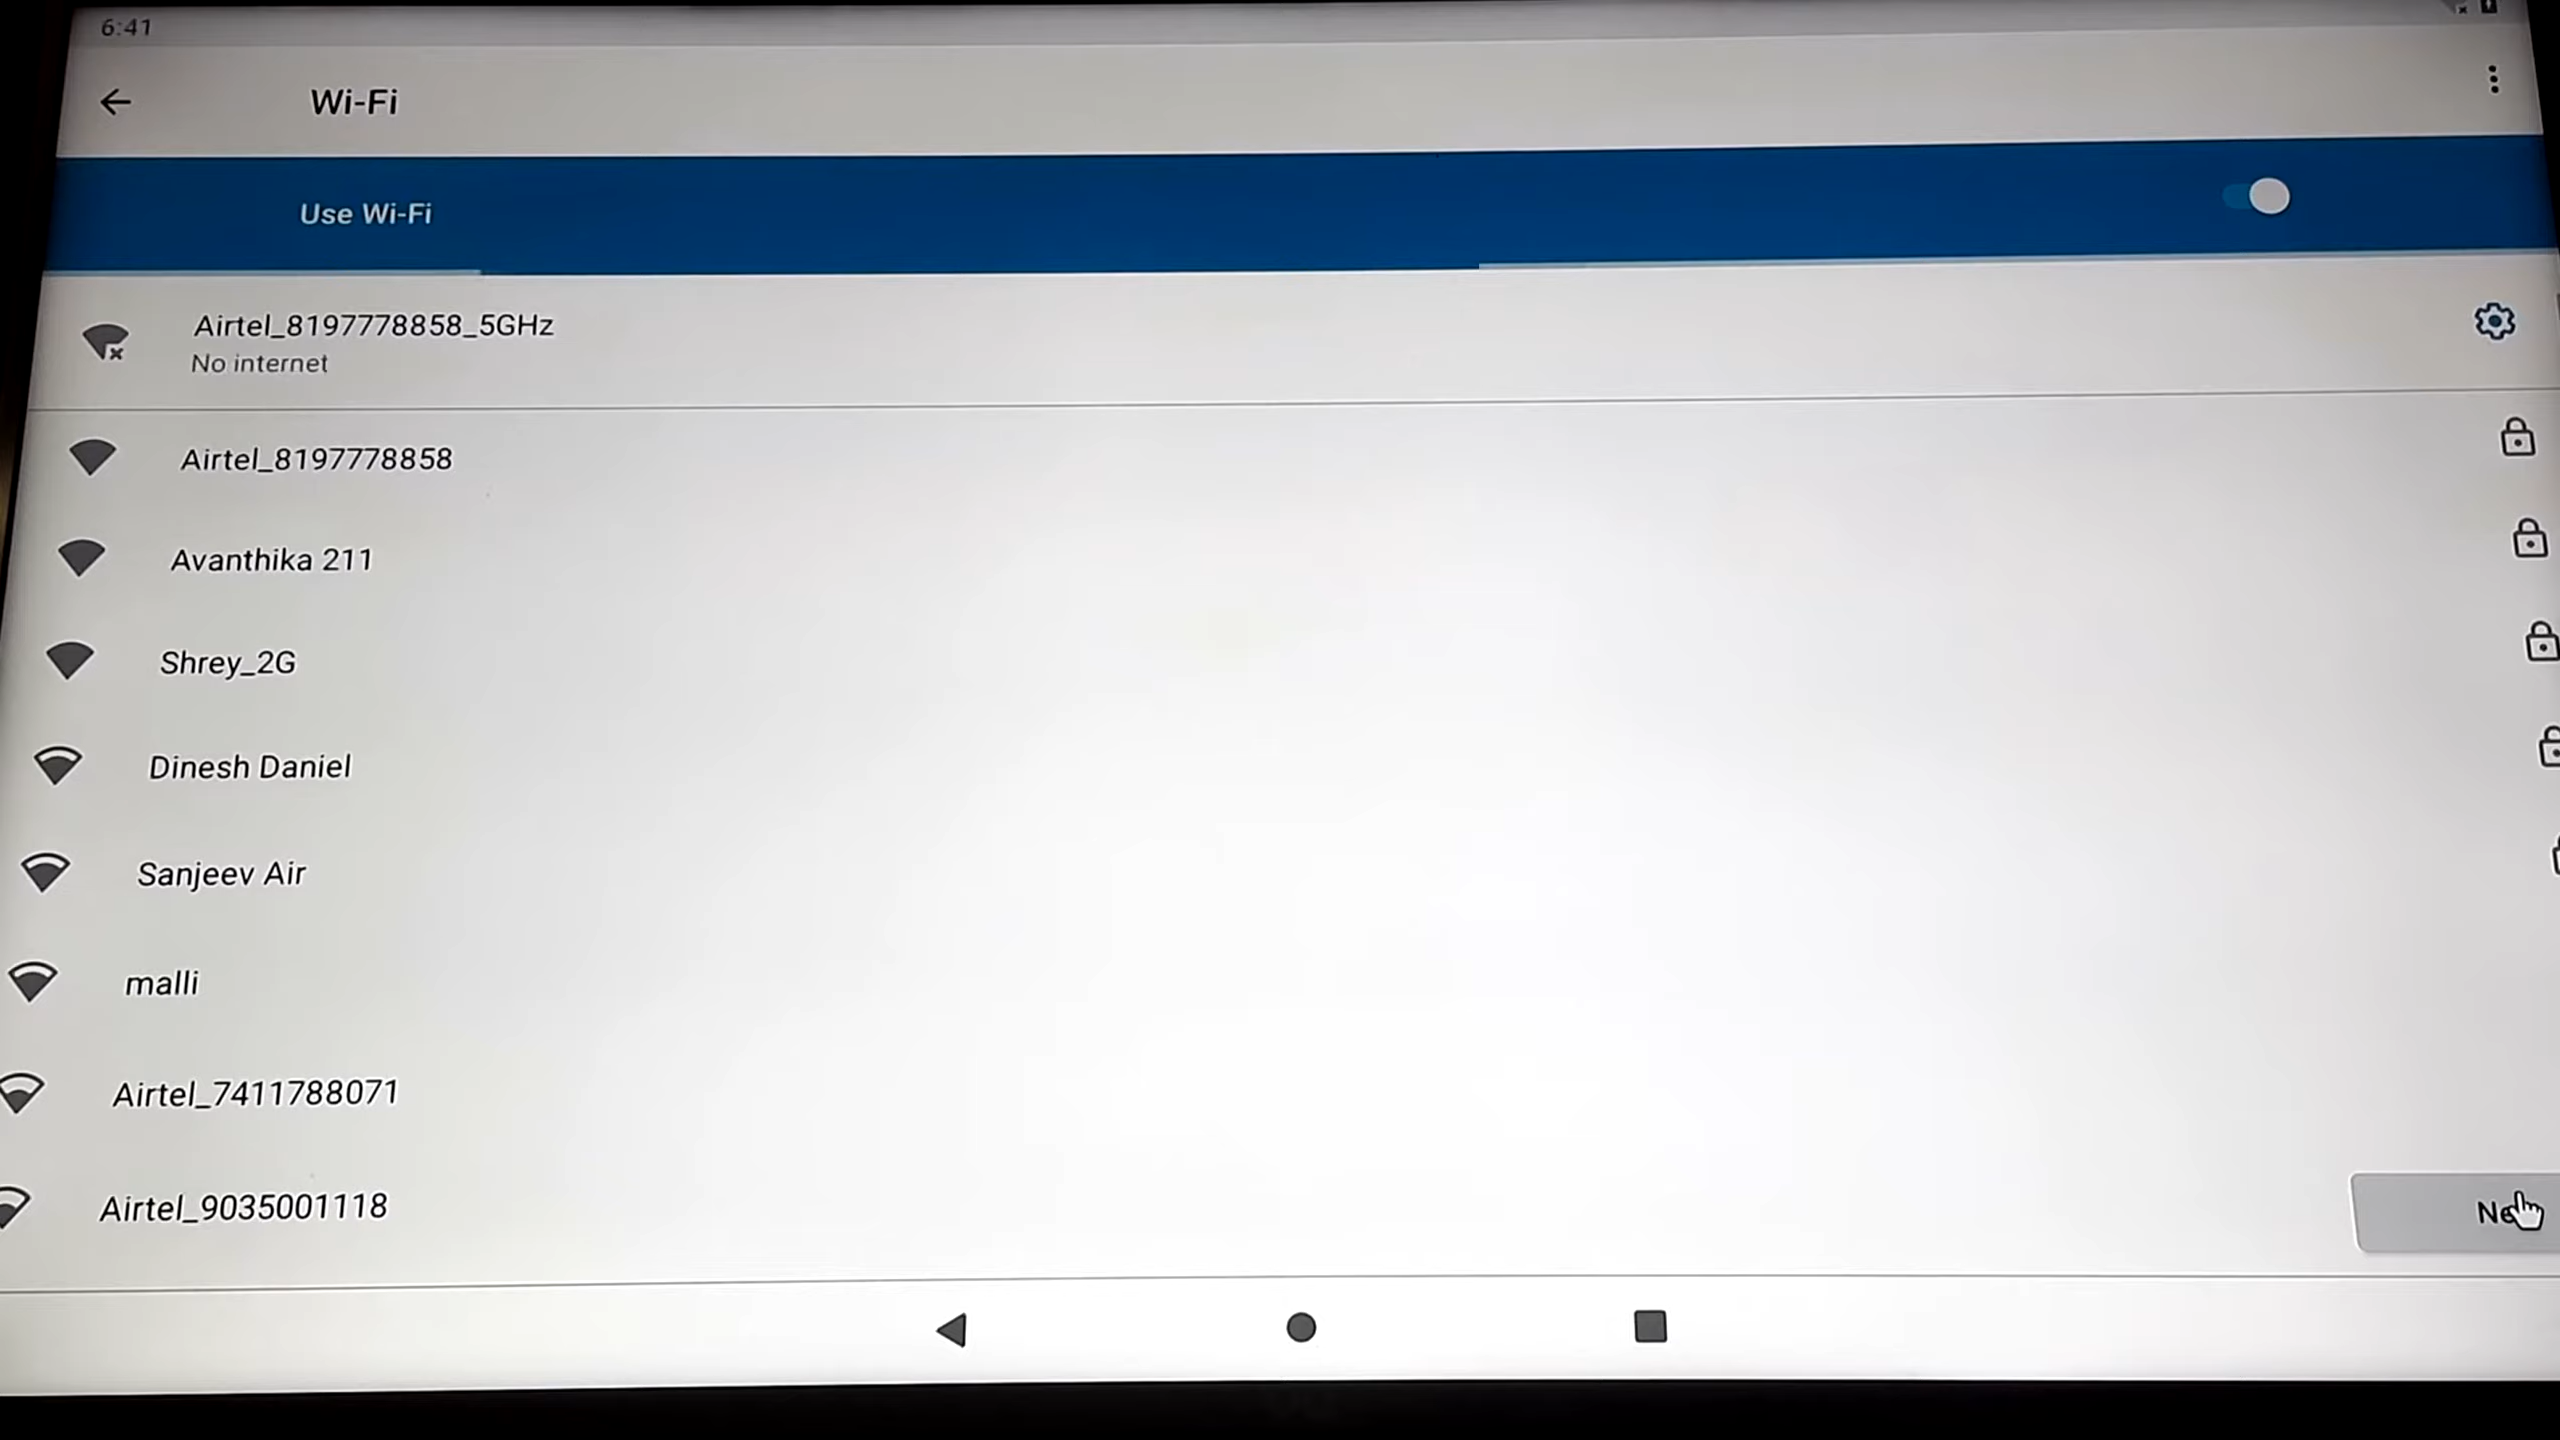 6:41
Wi-Fi
Use Wi-Fi
Airtel_8197778858_5GHz
No internet
Airtel_8197778858
Avanthika 211
Shrey_2G
Dinesh Daniel
Sanjeev Air
malli
Airtel_7411788071
Airtel_9035001118